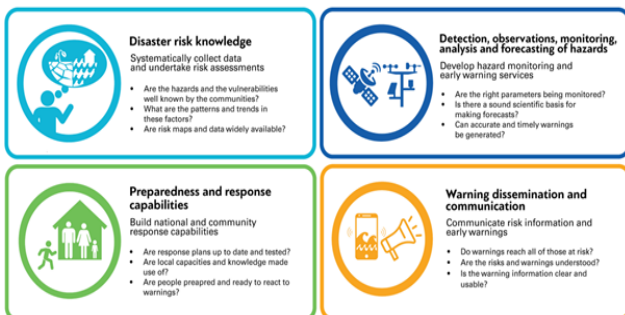 Disaster risk knowledge
Systematically collect data
and undertake risk assessments
• Are the hazards and the vulnerabilities
well known by the communities?
• What are the patterns and trends in
these factors?
• Are risk maps and data widely available?
Detection, observations, monitoring,
analysis and forecasting of hazards
Develop hazard monitoring and
early warning services
• Are the right parameters being monitored?
• Is there a sound scientific basis for
making forecasts?
• Can accurate and timely warnings
be generated?
Preparedness and response
capabilities
Build national and community
response capabilities
• Are response plans up to date and tested?
• Are local capacities and knowledge made
use of?
• Are people preapred and ready to react to
warnings?
Warning dissemination and
communication
Communicate risk information and
early warnings
• Do warnings reach all of those at risk?
• Are the risks and warnings understood?
• Is the warning information clear and
usable?